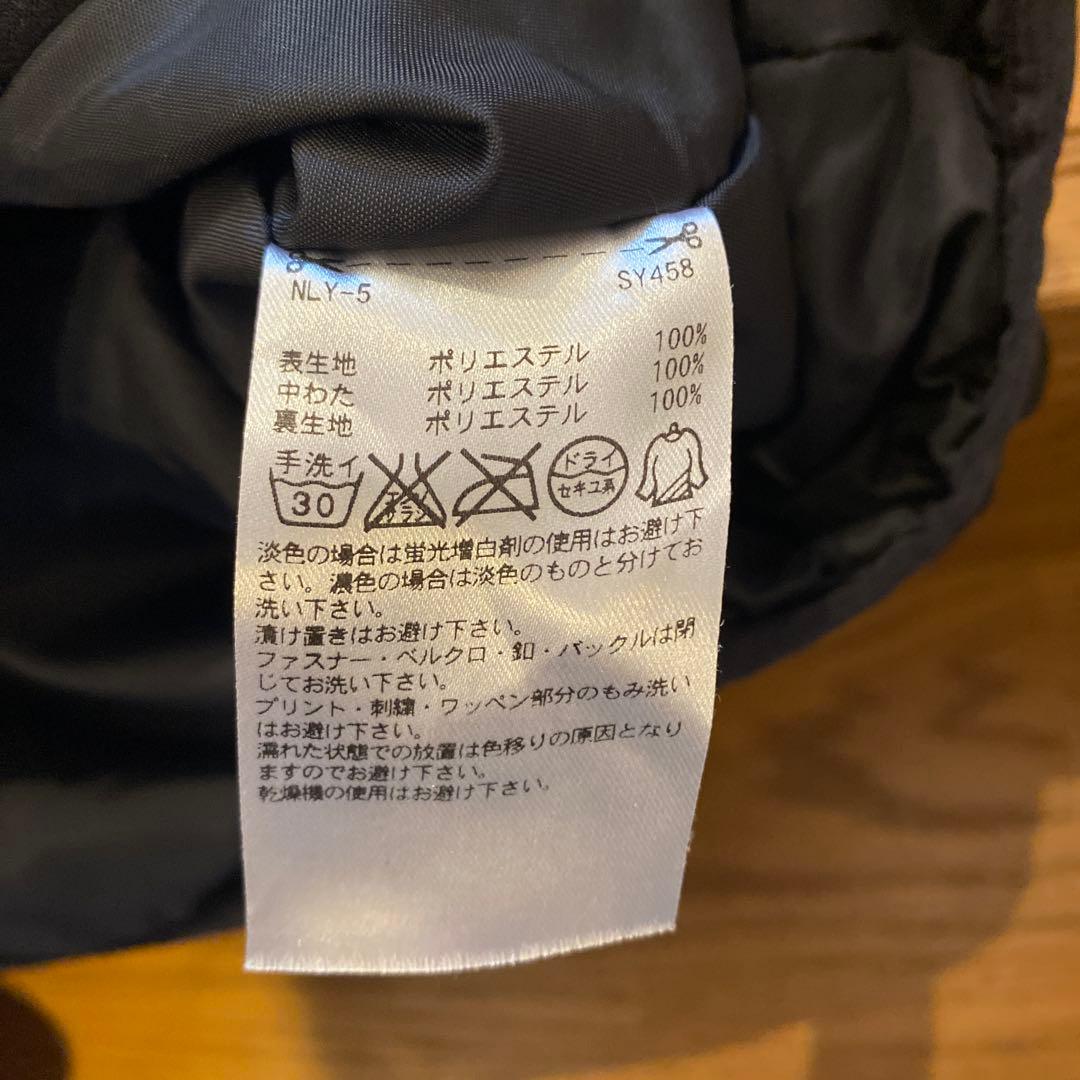 NLY-5 SY458
表生地 ポリエステル 100%
中わた ポリエステル 100%
裏生地 ポリエステル 100%
手洗イ
30
エンソ
サラシ
ドライ
セキユ系
淡色の場合は蛍光増白剤の使用はお避け下
さい。濃色の場合は淡色のものと分けてお
洗い下さい。
漬け置きはお避け下さい。
ファスナー・ベルクロ・釦・バックルは閉
じてお洗い下さい。
プリント・刺繍・ワッペン部分のもみ洗い
はお避け下さい。
濡れた状態での放置は色移りの原因となり
ますのでお避け下さい。
乾燥機の使用はお避け下さい。